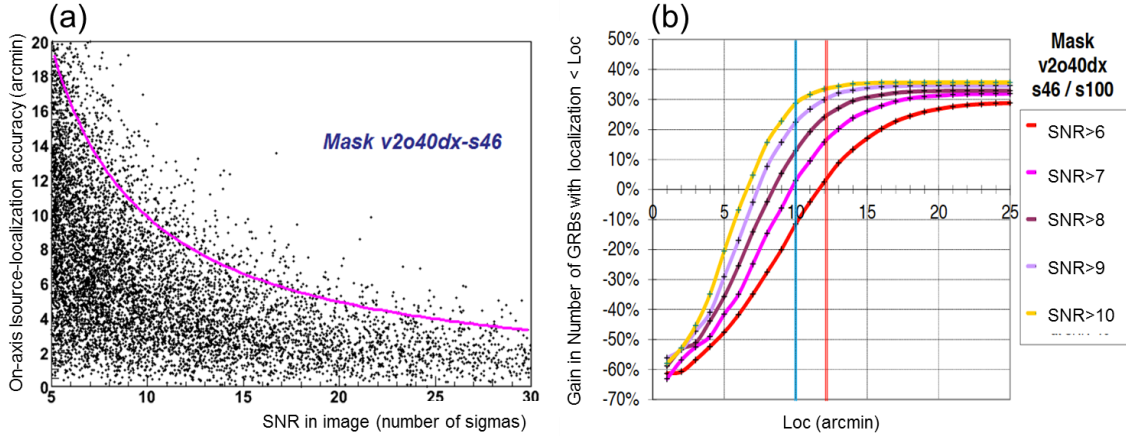 (a)
On-axis source-localization accuracy (arcmin)
20
18
16
14
12
10
8
6
4
2
0
5
10
15
20
25
30
SNR in image (number of sigmas)
Mask v2o40dx-s46
(b)
Gain in Number of GRBs with localization < Loc
50%
40%
30%
20%
10%
0%
-10%
-20%
-30%
-40%
-50%
-60%
-70%
0
5
10
15
20
25
Loc (arcmin)
Mask
v2o40dx
s46 / s100
SNR>6
SNR>7
SNR>8
SNR>9
SNR>10